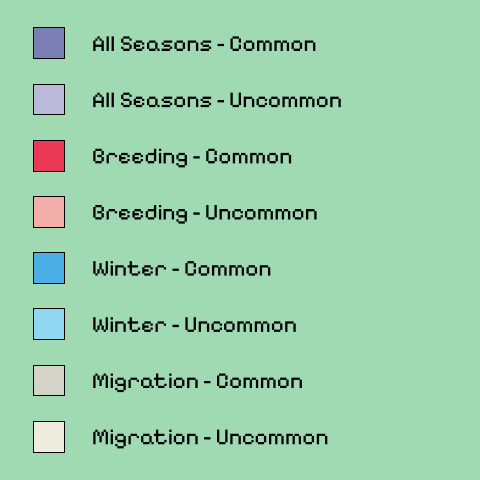 All Seasons - Common
All Seasons - Uncommon
Breeding - Common
Breeding - Uncommon
Winter - Common
Winter - Uncommon
Migration - Common
Migration - Uncommon